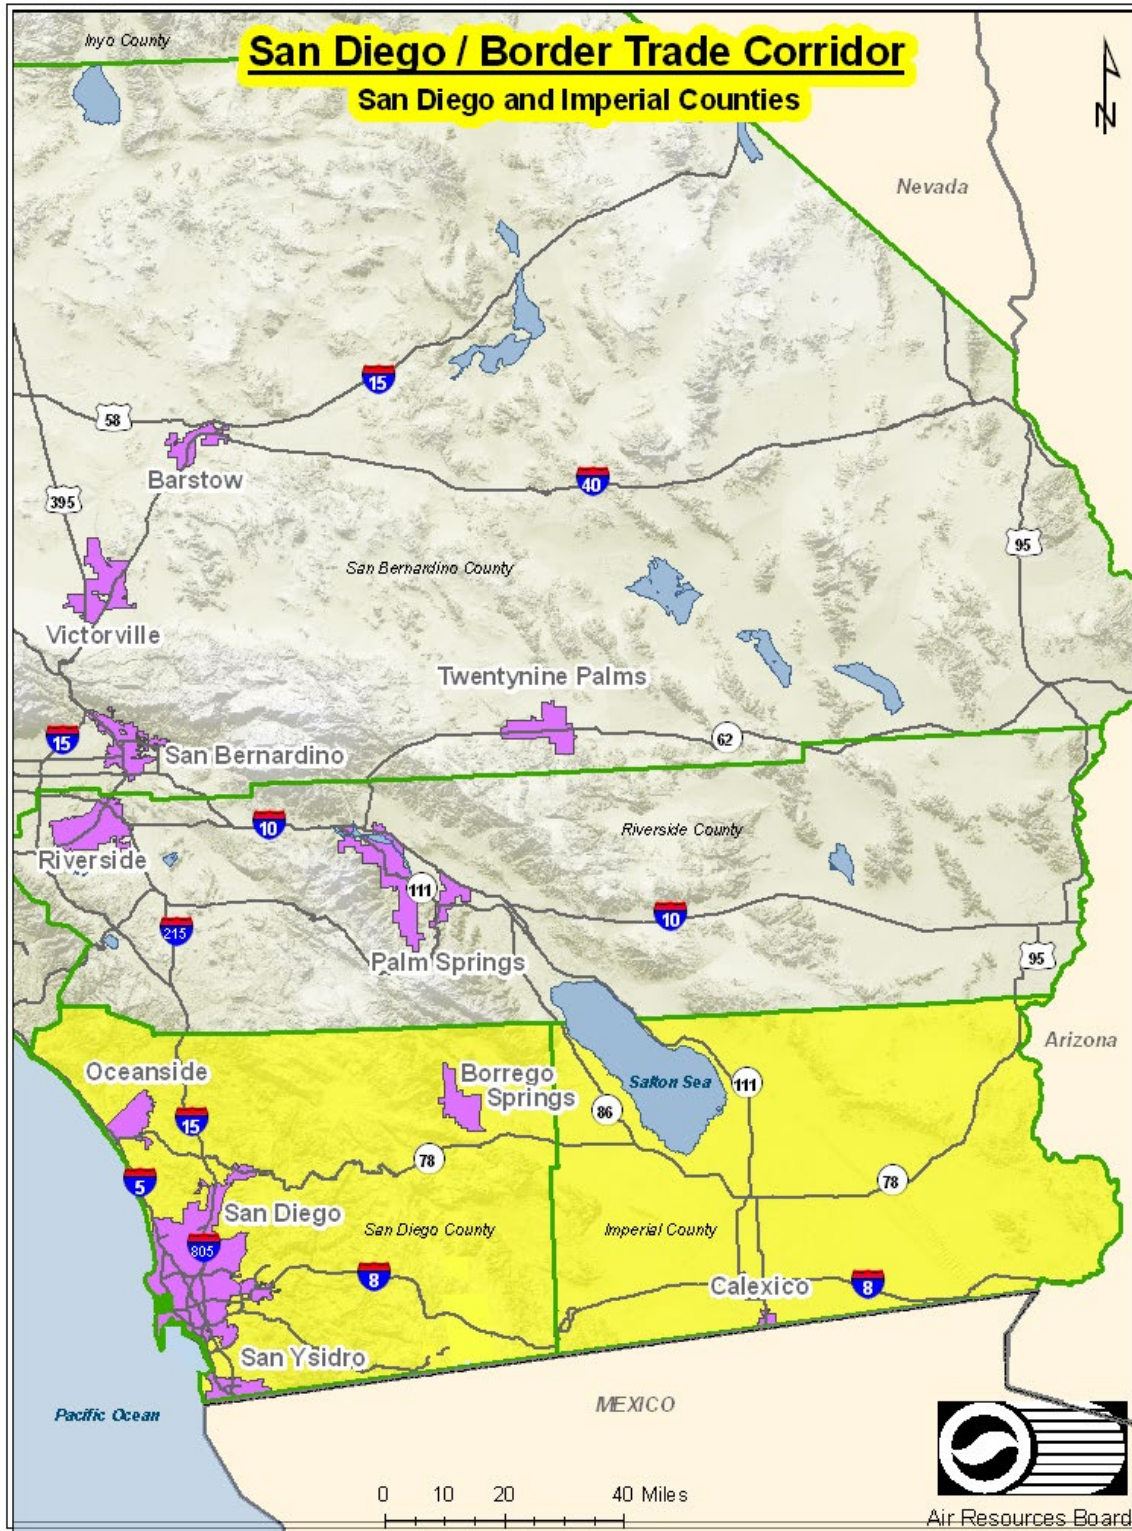 San Diego / Border Trade Corridor
San Diego and Imperial Counties
Inyo County
N
Nevada
15
58
Barstow
40
395
95
San Bernardino County
Victorville
Twentynine Palms
15
62
San Bernardino
10
Riverside County
Riverside
111
10
215
Palm Springs
95
Arizona
Oceanside
Borrego
Springs
Salton Sea
111
86
15
78
5
78
San Diego
San Diego County
Imperial County
805
8
Calexico
8
San Ysidro
Pacific Ocean
MEXICO
0 10 20 40 Miles
Air Resources Board